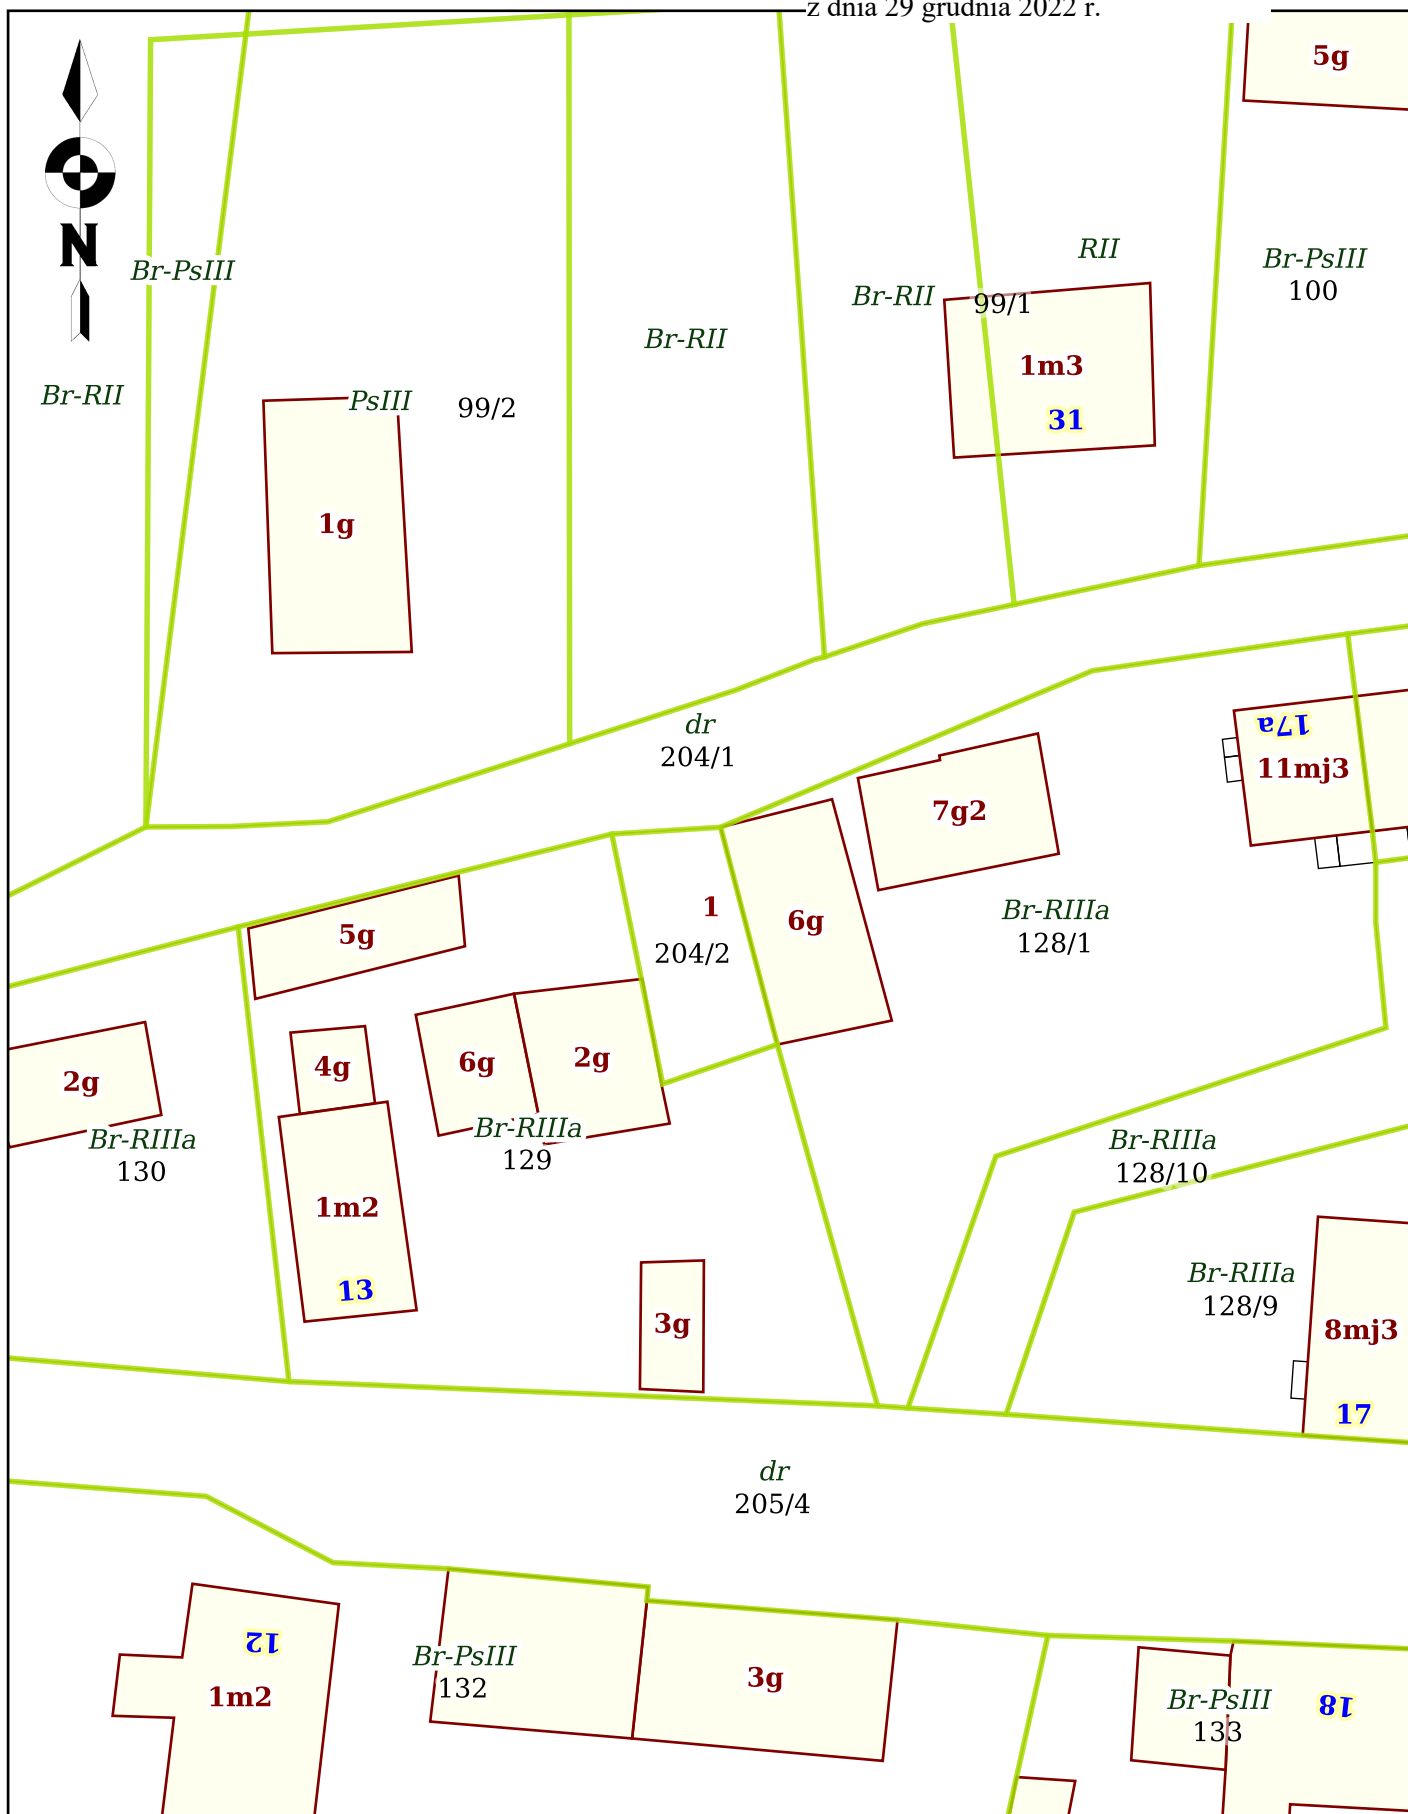 z dnia 29 grudnia 2022 r.
5g
N
Br-PsIII
RII
Br-PsIII
100
Br-RII
99/1
Br-RII
1m3
31
Br-RII
PsIII
99/2
1g
dr
204/1
17a
11mj3
7g2
1
204/2
6g
Br-RIIIa
128/1
5g
6g
2g
4g
2g
Br-RIIIa
130
Br-RIIIa
129
Br-RIIIa
128/10
1m2
13
3g
Br-RIIIa
128/9
8mj3
17
dr
205/4
12
1m2
Br-PsIII
132
3g
Br-PsIII
133
18